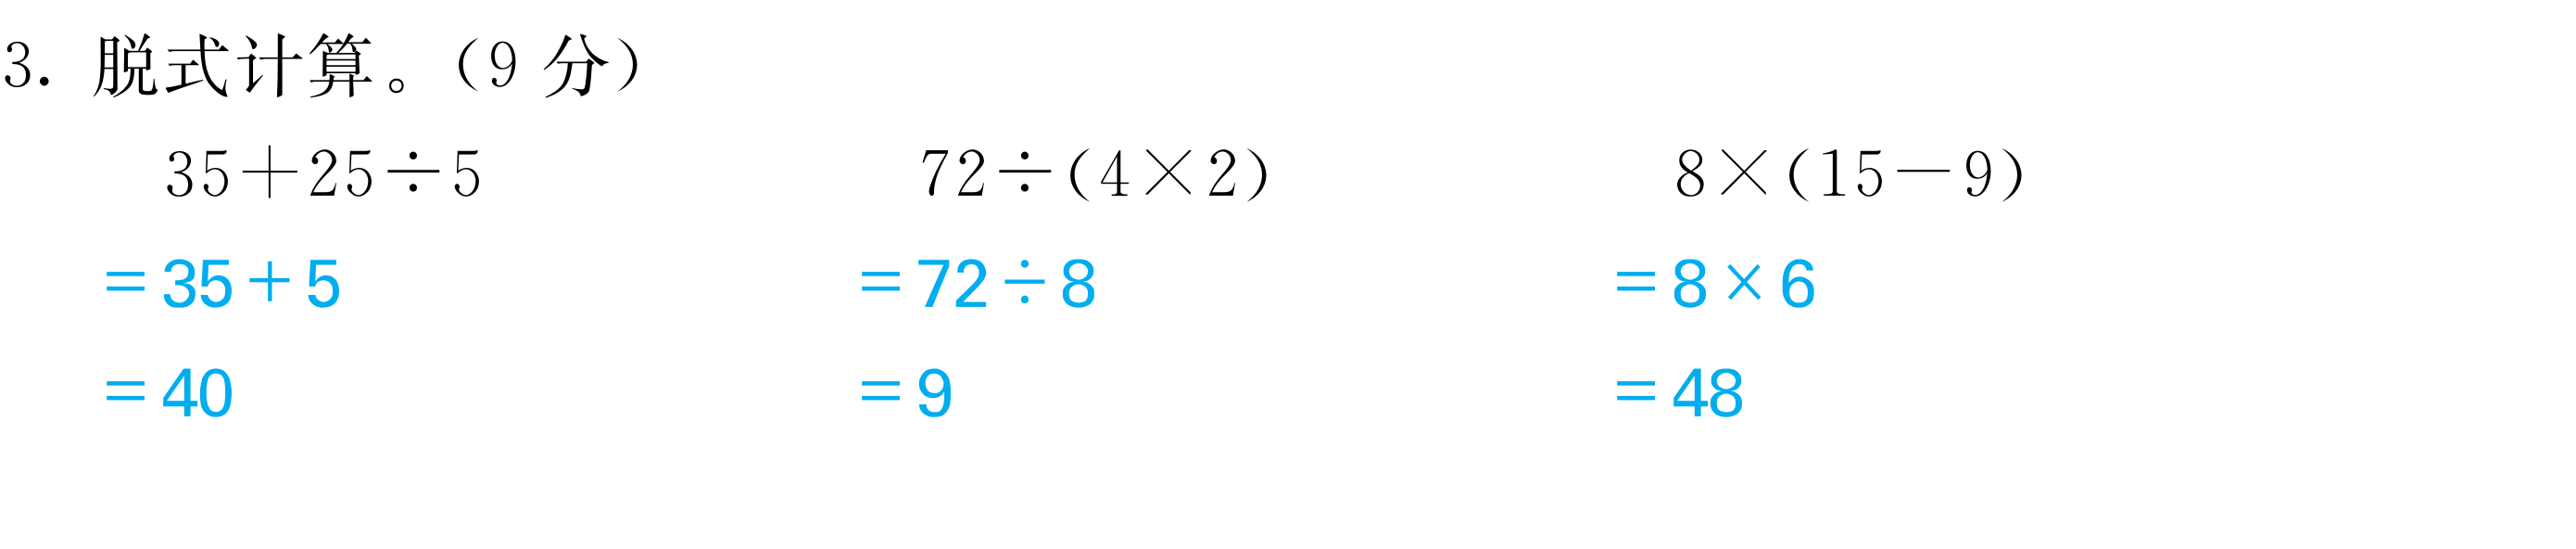 3. 脱式计算。(9 分)
35+25÷5 72÷(4×2) 8×(15-9)
=35+5 =72÷8 =8×6
=40 =9 =48